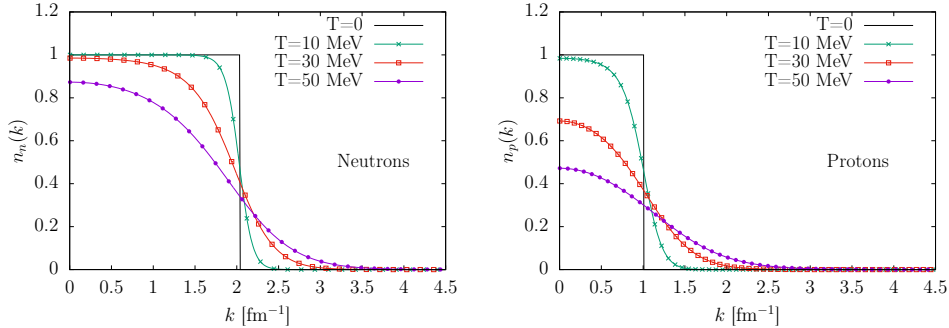 T=0
T=10 MeV
T=30 MeV
T=50 MeV
1.2
1
0.8
0.6
0.4
0.2
0
n_n(k)
Neutrons
0 0.5 1 1.5 2 2.5 3 3.5 4 4.5
k [fm⁻¹]
T=0
T=10 MeV
T=30 MeV
T=50 MeV
1.2
1
0.8
0.6
0.4
0.2
0
n_p(k)
Protons
0 0.5 1 1.5 2 2.5 3 3.5 4 4.5
k [fm⁻¹]